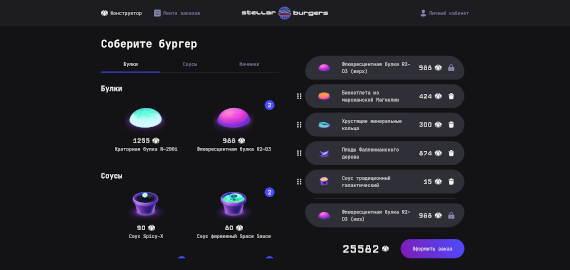 Конструктор
Лента заказов
stellar burgers
Личный кабинет
Соберите бургер
Булки
Соусы
Начинки
Булки
2
1255
988
Краторная булка N-200i
Флюоресцентная булка R2-D3
Соусы
2
90
80
Соус Spicy-X
Соус фирменный Space Sauce
Флюоресцентная булка R2-
D3 (верх)
988
Биокотлета из
марсианской Магнолии
424
Хрустящие минеральные
кольца
300
Плоды Фалленианского
дерева
874
Соус традиционный
галактический
15
Флюоресцентная булка R2-
D3 (низ)
988
25582
Оформить заказ